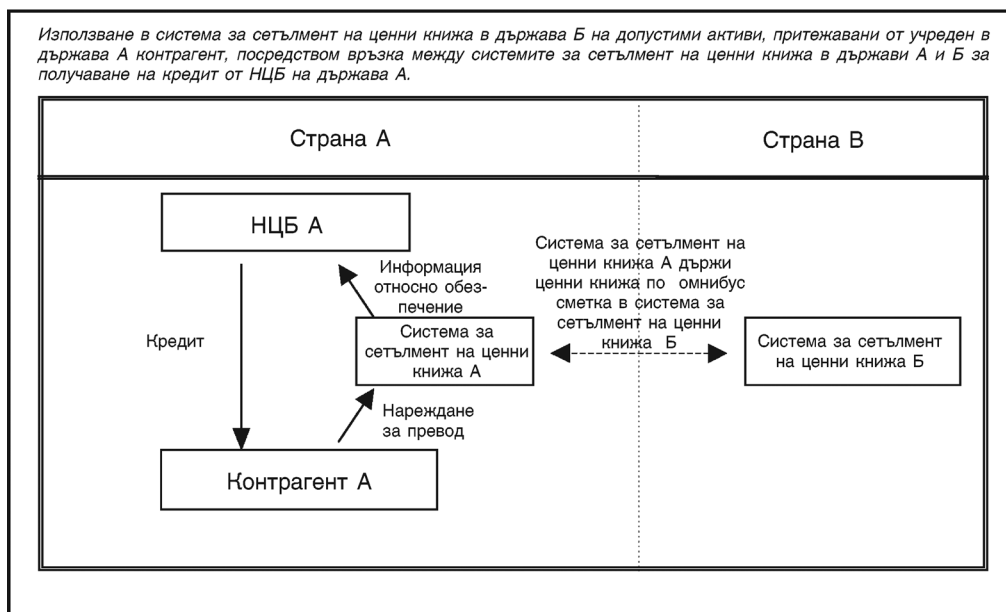 Използване в система за сетълмент на ценни книжа в държава Б на допустими активи, притежавани от учреден в
държава А контрагент, посредством връзка между системите за сетълмент на ценни книжа в държави А и Б за
получаване на кредит от НЦБ на държава А.
Страна А
Страна В
НЦБ А
Информация
относно обез-
печение
Система за сетълмент на
ценни книжа А държи
ценни книжа по омнибус
сметка в система за
сетълмент на ценни
книжа Б
Кредит
Система за
сетълмент на ценни
книжа А
Система за сетълмент
на ценни книжа Б
Нареждане
за превод
Контрагент А